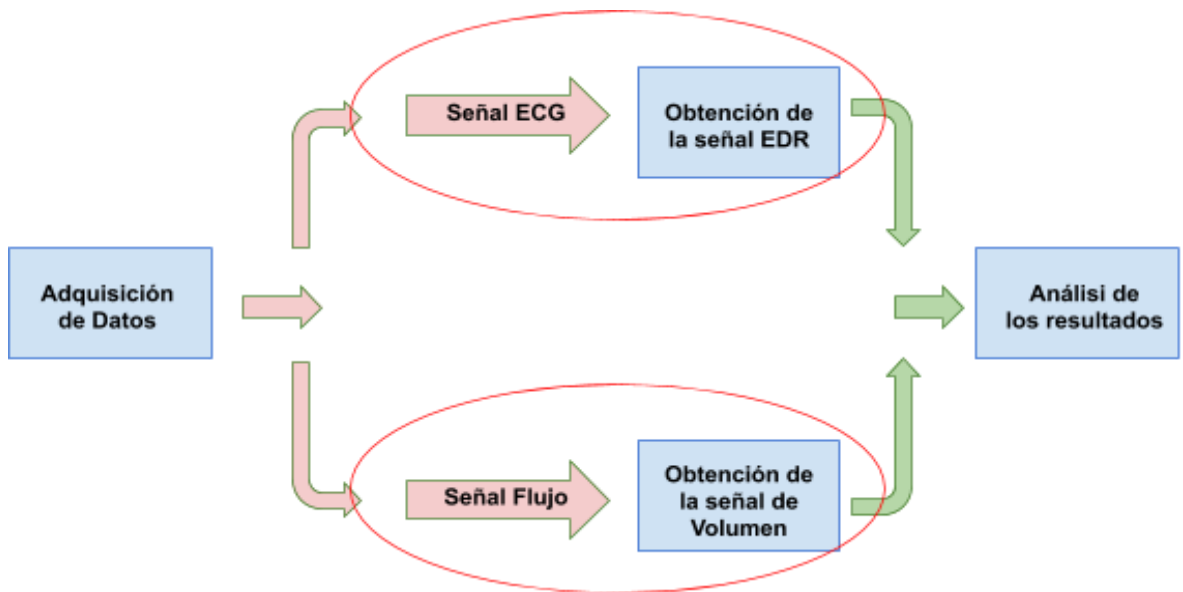 Señal ECG
Obtención de
la señal EDR
Adquisición
de Datos
Análisi de
los resultados
Señal Flujo
Obtención de
la señal de
Volumen